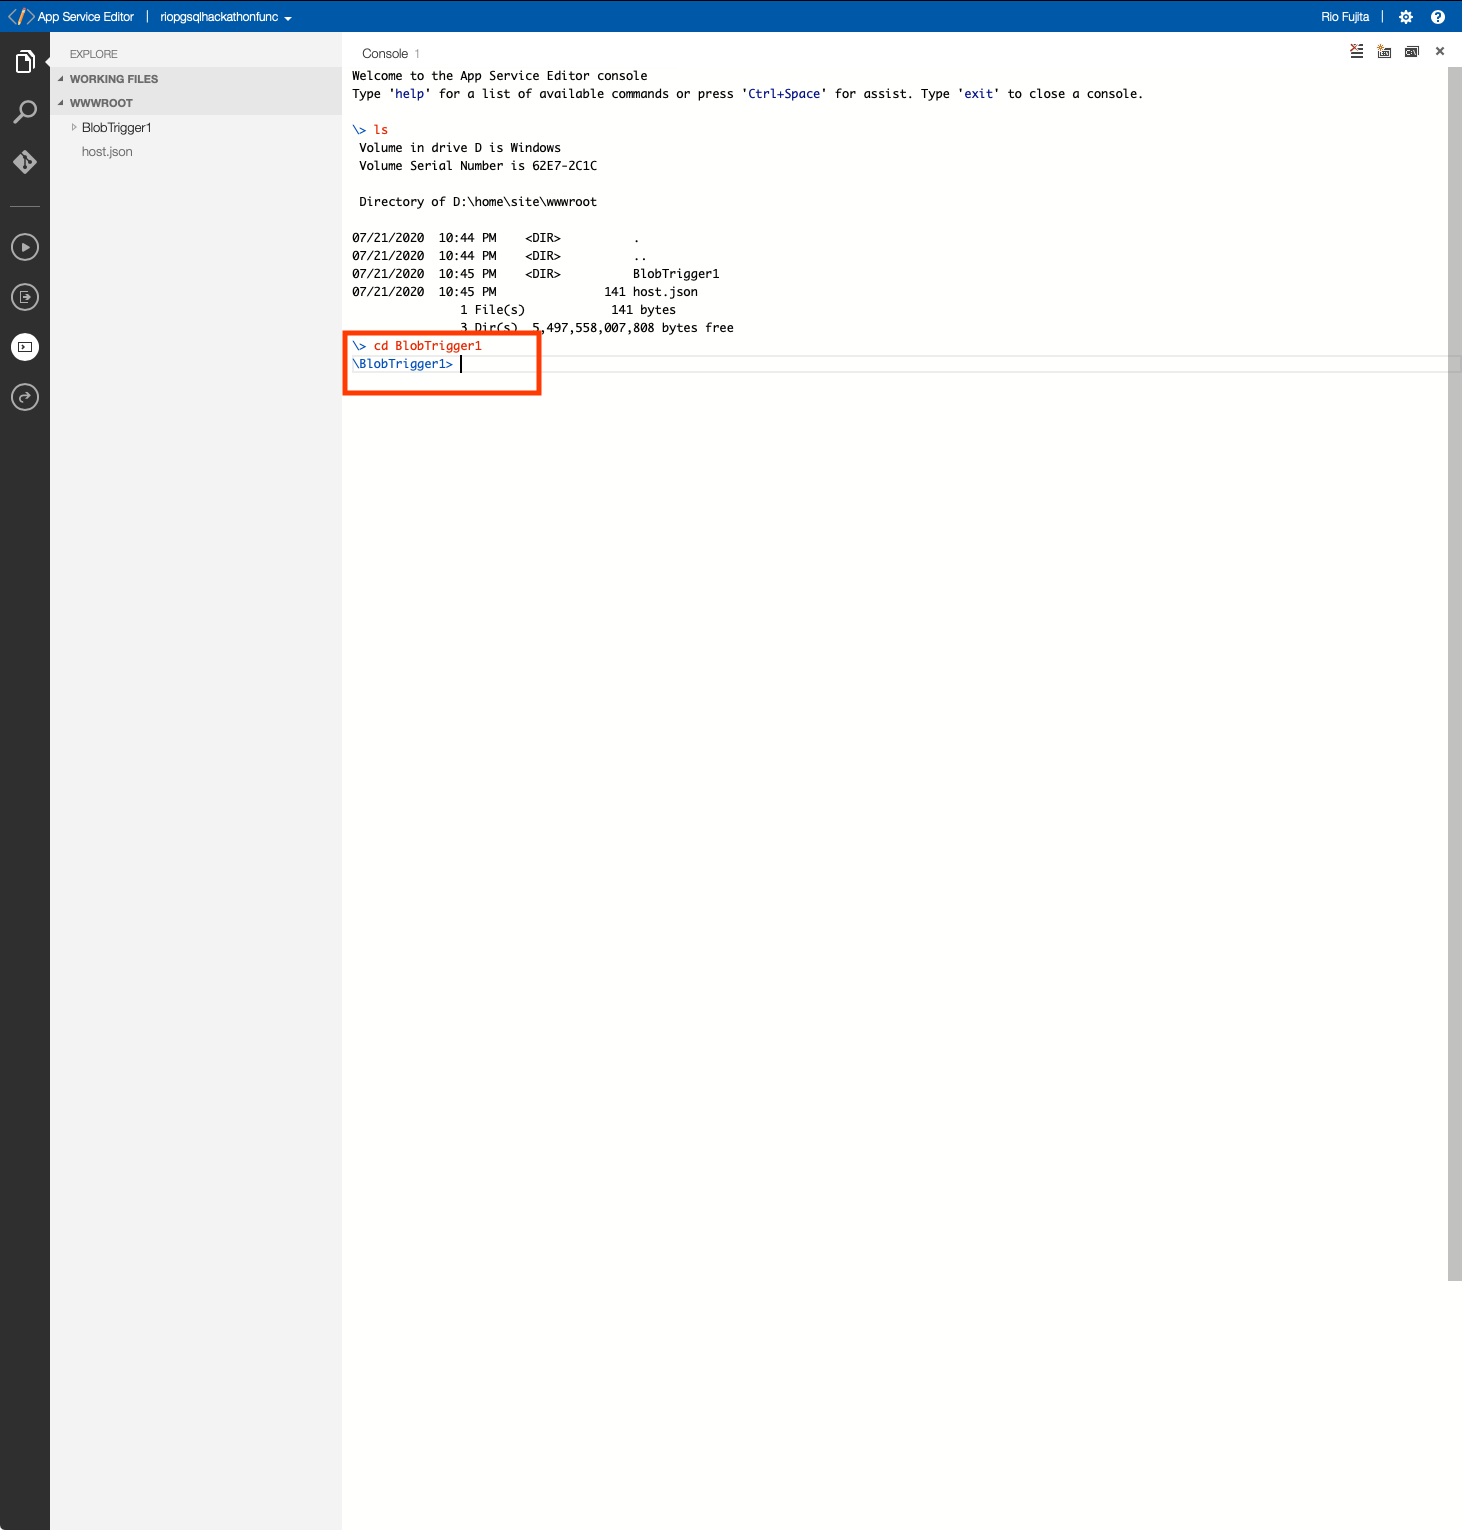 App Service Editor | riopgsqlhackathonfunc
Rio Fujita |
EXPLORE
WORKING FILES
WWWROOT
BlobTrigger1
host.json
Console 1
Welcome to the App Service Editor console
Type 'help' for a list of available commands or press 'Ctrl+Space' for assist. Type 'exit' to close a console.
\> ls
Volume in drive D is Windows
Volume Serial Number is 62E7-2C1C
Directory of D:\home\site\wwwroot
07/21/2020  10:44 PM    <DIR>          .
07/21/2020  10:44 PM    <DIR>          ..
07/21/2020  10:45 PM    <DIR>          BlobTrigger1
07/21/2020  10:45 PM               141 host.json
1 File(s)            141 bytes
3 Dir(s)  5,497,558,007,808 bytes free
\> cd BlobTrigger1
\BlobTrigger1>